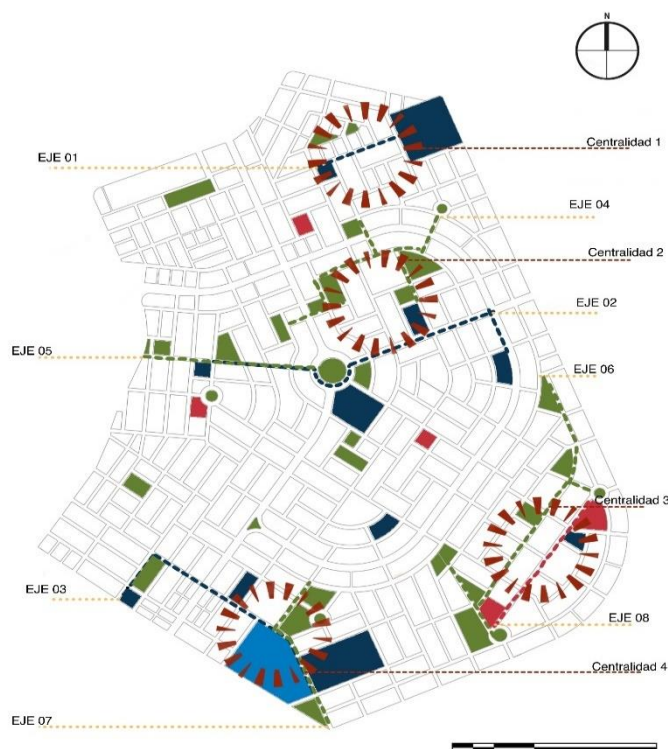 N
Centralidad 1
EJE 01
EJE 04
Centralidad 2
EJE 02
EJE 05
EJE 06
Centralidad 3
EJE 03
EJE 08
Centralidad 4
EJE 07